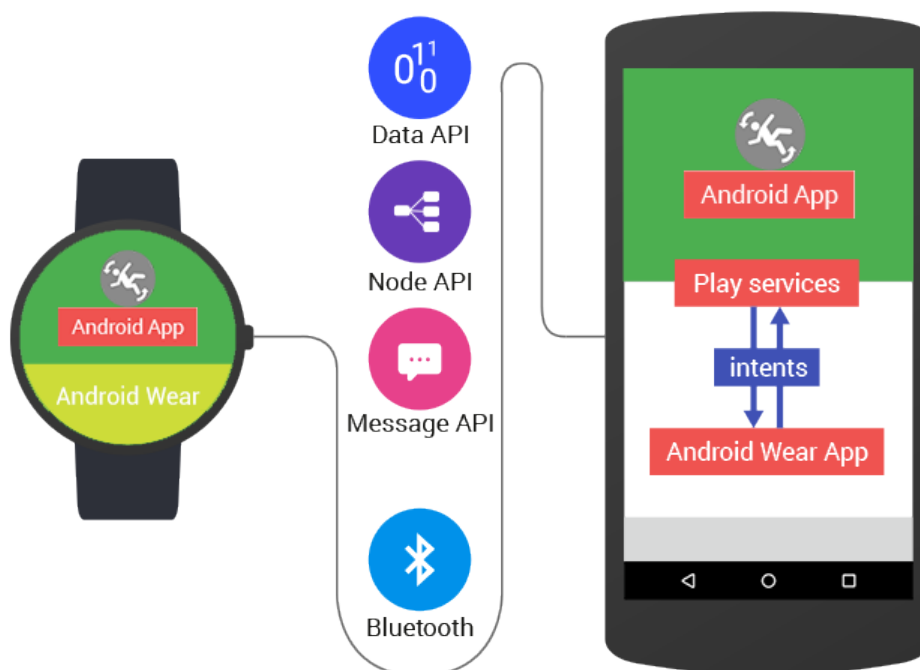 Android App
Android Wear
0110
Data API
Node API
Message API
Bluetooth
Android App
Play services
intents
Android Wear App